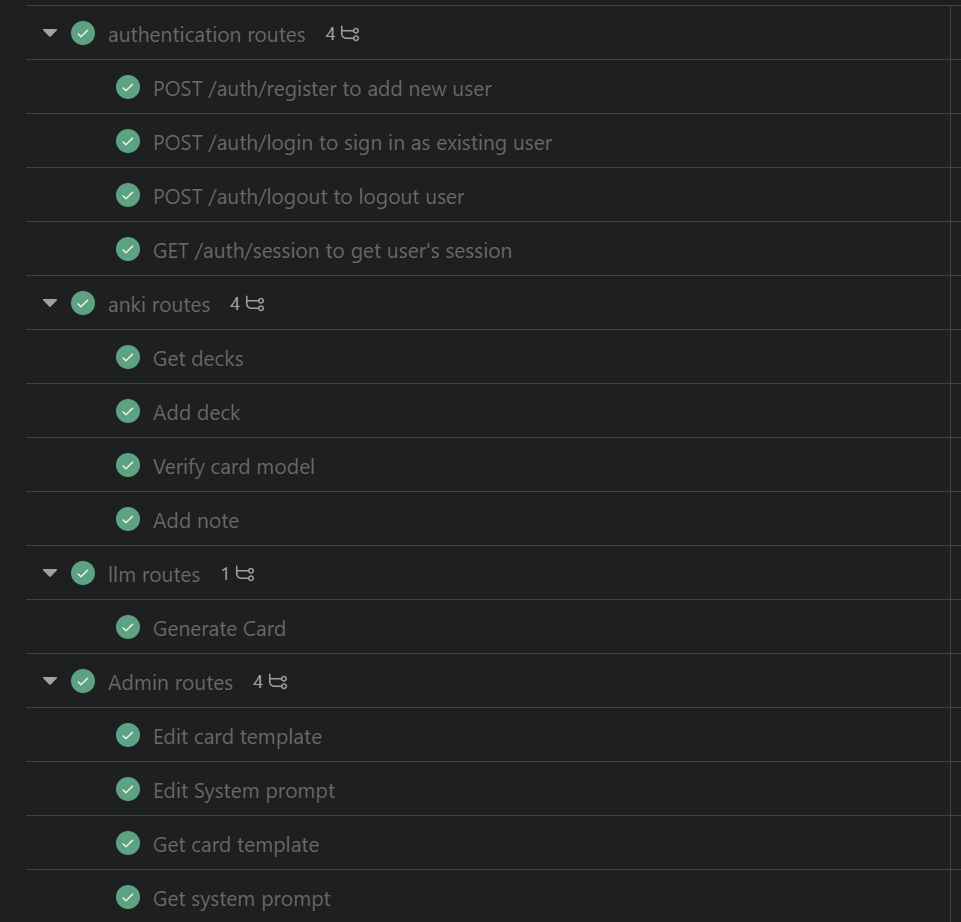 authentication routes 4
POST /auth/register to add new user
POST /auth/login to sign in as existing user
POST /auth/logout to logout user
GET /auth/session to get user's session
anki routes 4
Get decks
Add deck
Verify card model
Add note
llm routes 1
Generate Card
Admin routes 4
Edit card template
Edit System prompt
Get card template
Get system prompt